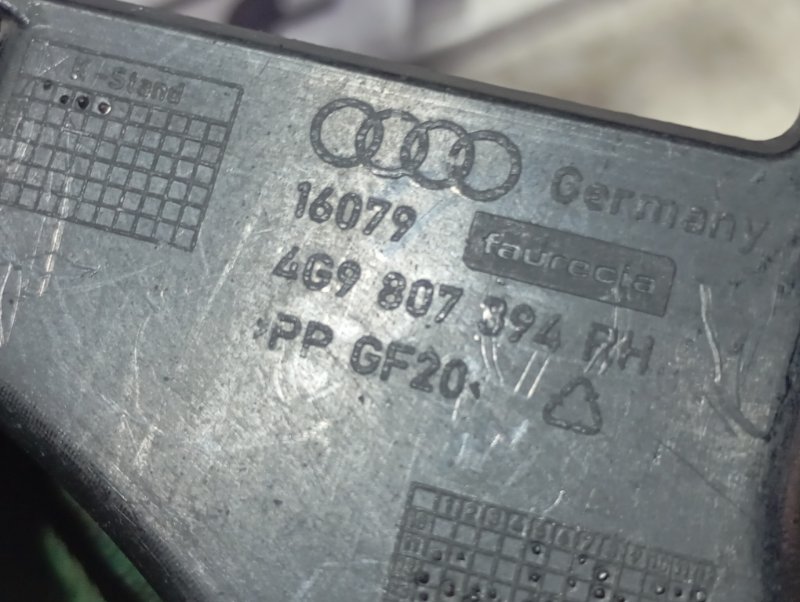 K-Stand
Germany
16079
faurecia
4G9 807 394 RH
>PP GF20<